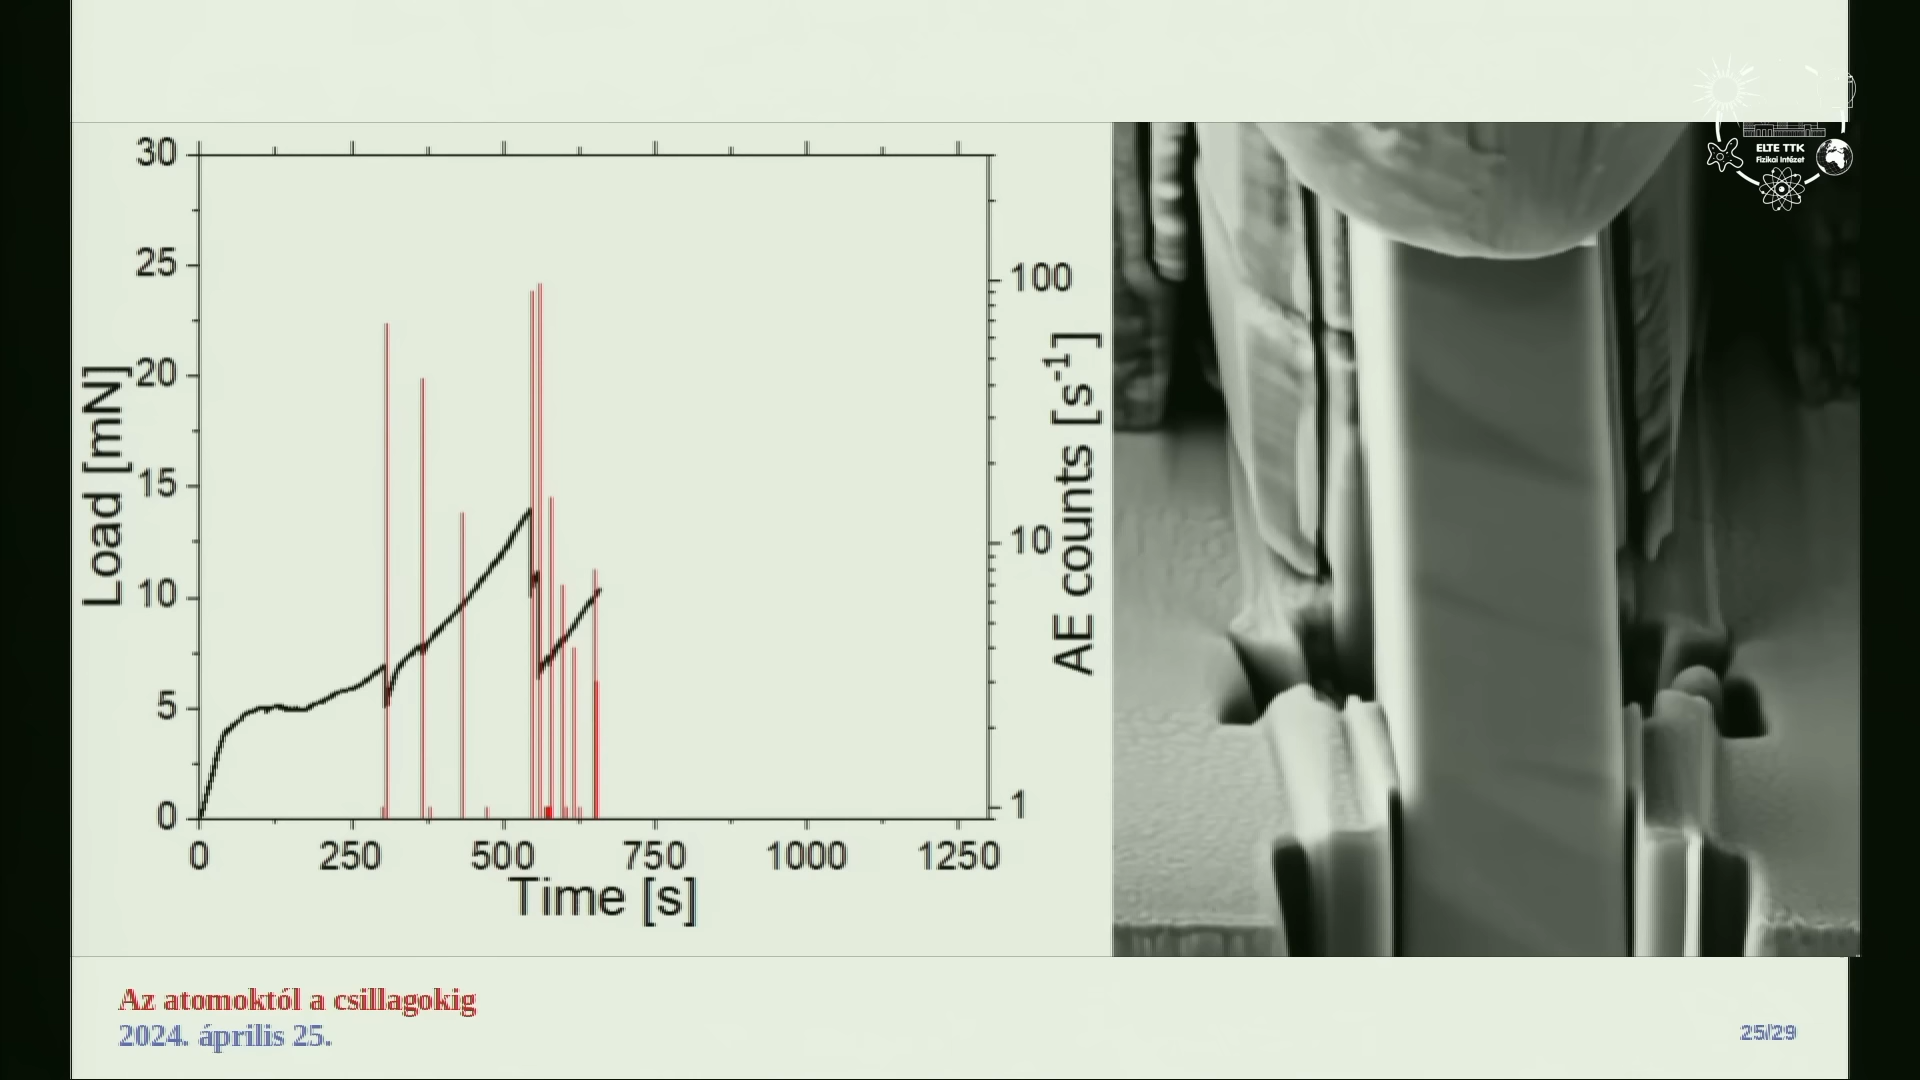 ELTE TTK
Fizikai Intézet
30
25
20
15
10
5
0
Load [mN]
100
10
1
AE counts [s⁻¹]
0 250 500 750 1000 1250
Time [s]
Az atomoktól a csillagokig
2024. április 25.
25/29